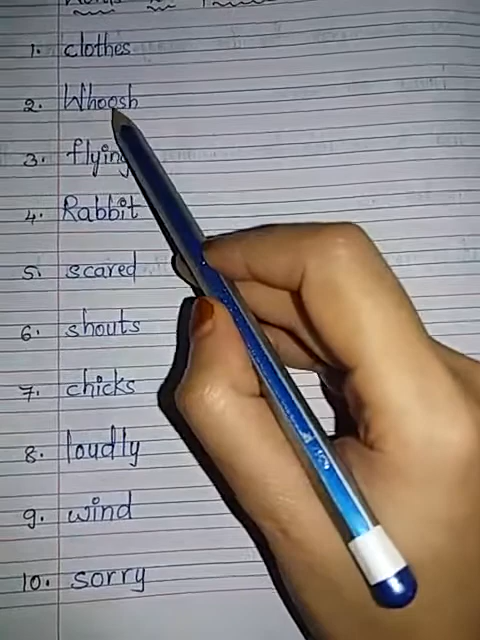 1. clothes
2. Whoosh
3. flying
4. Rabbit
5. scared
6. shouts
7. chicks
8. loudly
9. wind
10. sorry